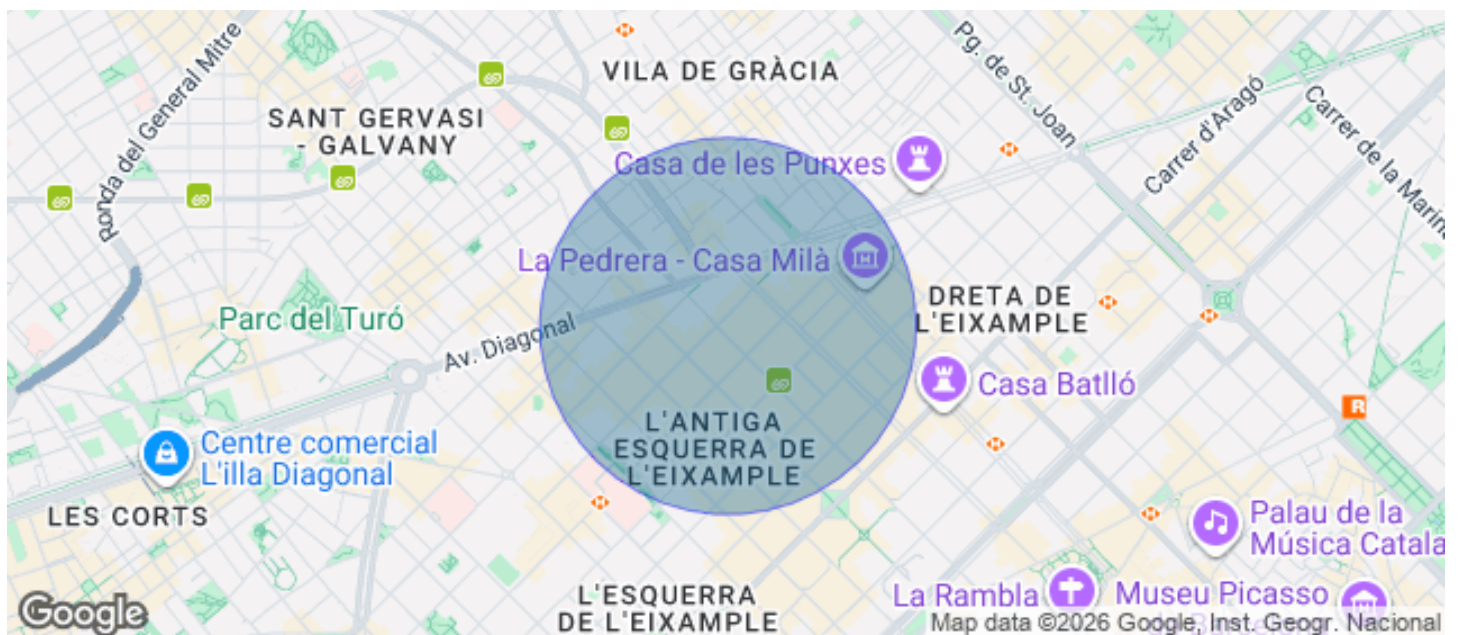 VILA DE GRÀCIA
Pg. de St. Joan
Ronda del General Mitre
SANT GERVASI
- GALVANY
Carrer d'Aragó
Carrer de la Marina
Casa de les Punxes
La Pedrera - Casa Milà
DRETA DE
L'EIXAMPLE
Parc del Turó
Av. Diagonal
Casa Batlló
L'ANTIGA
ESQUERRA DE
L'EIXAMPLE
Centre comercial
L'illa Diagonal
LES CORTS
R
Palau de la
Música Catala
L'ESQUERRA
DE L'EIXAMPLE
La Rambla
Museu Picasso
Google
Map data ©2026 Google, Inst. Geogr. Nacional